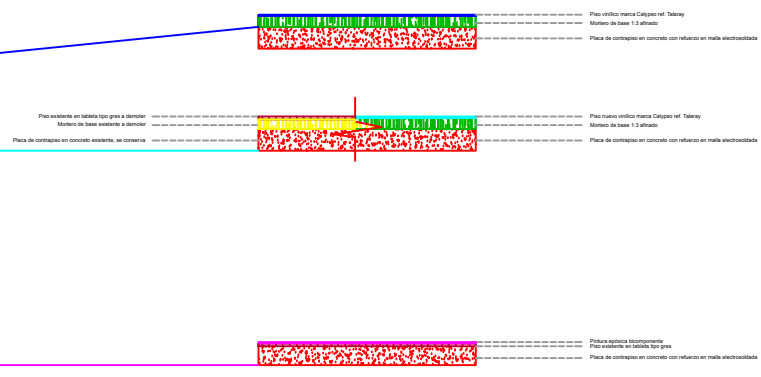 Piso vinílico marca Calypso ref. Talaray
Mortero de base 1:3 afinado
Placa de contrapiso en concreto con refuerzo en malla electrosoldada
Piso existente en tableta tipo gres a demoler
Mortero de base existente a demoler
Placa de contrapiso en concreto existente, se conserva
Piso nuevo vinílico marca Calypso ref. Talaray
Mortero de base 1:3 afinado
Placa de contrapiso en concreto con refuerzo en malla electrosoldada
Pintura epóxica bicomponente
Piso existente en tableta tipo gres
Placa de contrapiso en concreto con refuerzo en malla electrosoldada